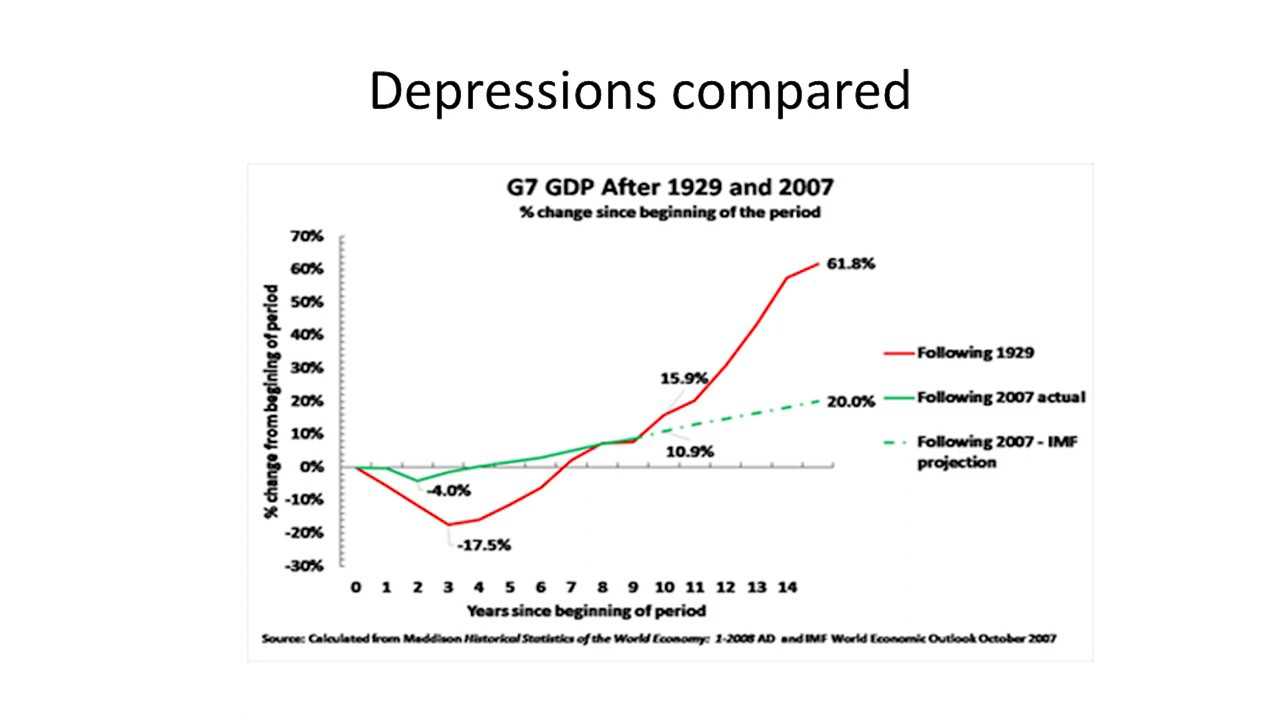 Depressions compared
G7 GDP After 1929 and 2007
% change since beginning of the period
% change from begining of period
70%
60%
50%
40%
30%
20%
10%
0%
-10%
-20%
-30%
61.8%
15.9%
20.0%
10.9%
-4.0%
-17.5%
Following 1929
Following 2007 actual
Following 2007 - IMF
projection
0 1 2 3 4 5 6 7 8 9 10 11 12 13 14
Years since beginning of period
Source: Calculated from Maddison Historical Statistics of the World Economy: 1-2008 AD and IMF World Economic Outlook October 2007